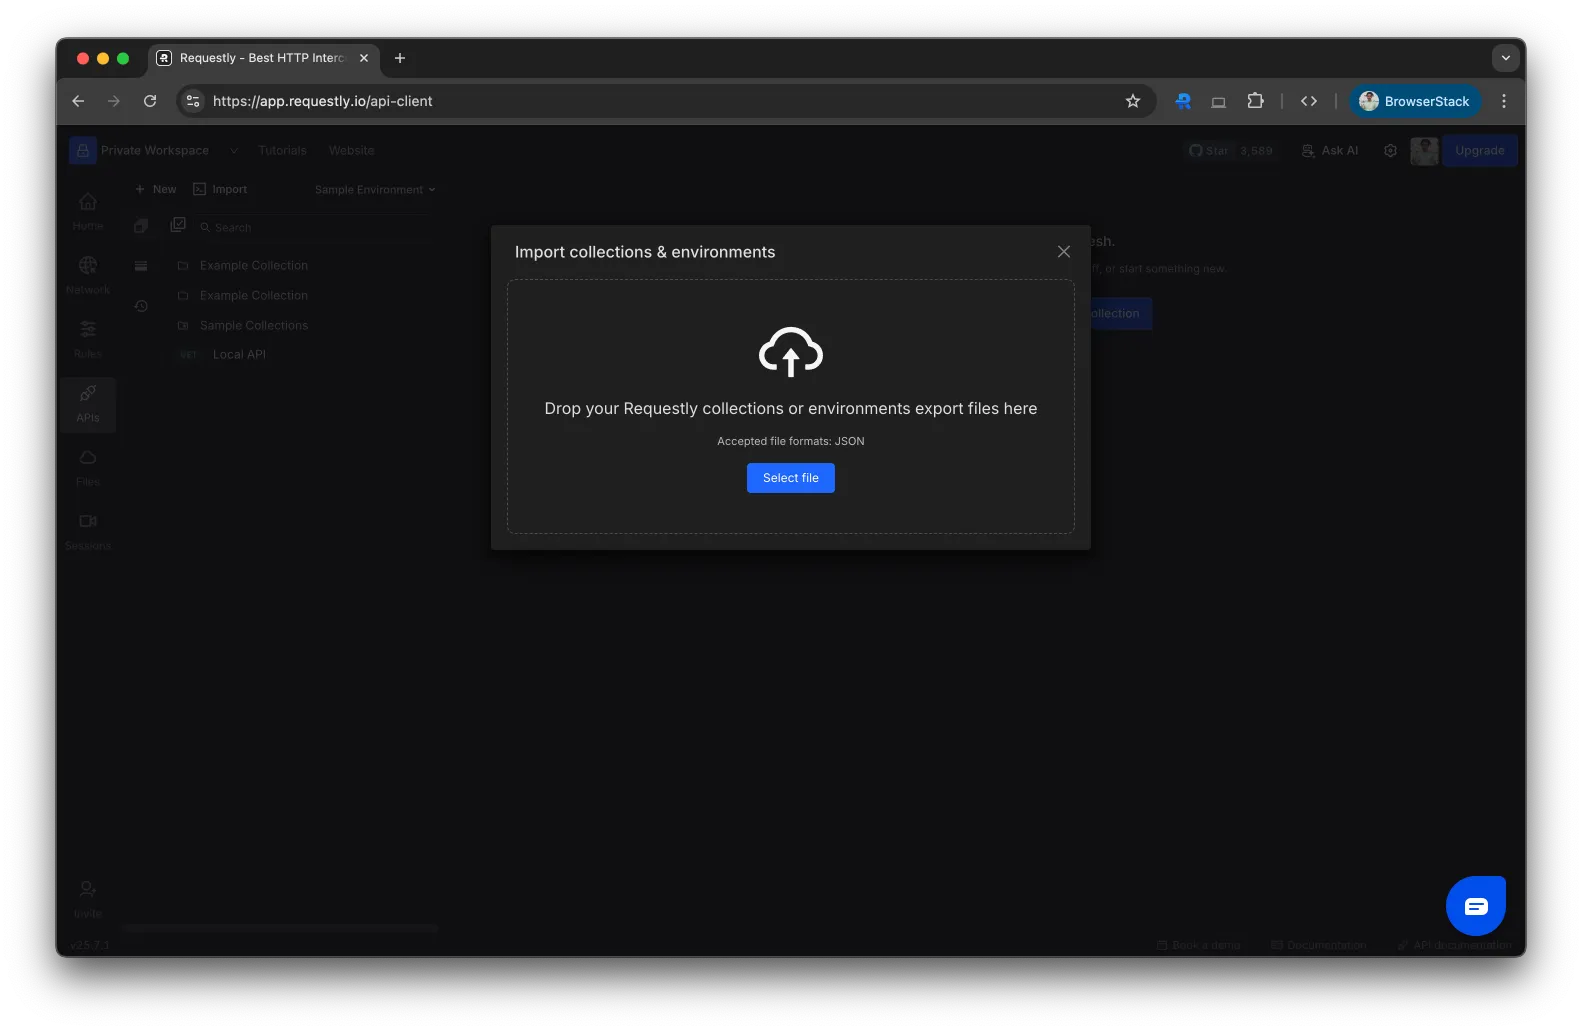 Requestly - Best HTTP Interc
https://app.requestly.io/api-client
BrowserStack
Private Workspace
Tutorials
Website
Star 3,589
Ask AI
Upgrade
New
Import
Sample Environment
Home
Search
Network
Example Collection
Example Collection
Sample Collections
GET Local API
Rules
APIs
Files
Sessions
Import collections & environments
Drop your Requestly collections or environments export files here
Accepted file formats: JSON
Select file
esh.
ff, or start something new.
ollection
Invite
v25.7.1
Book a demo
Documentation
API documentation